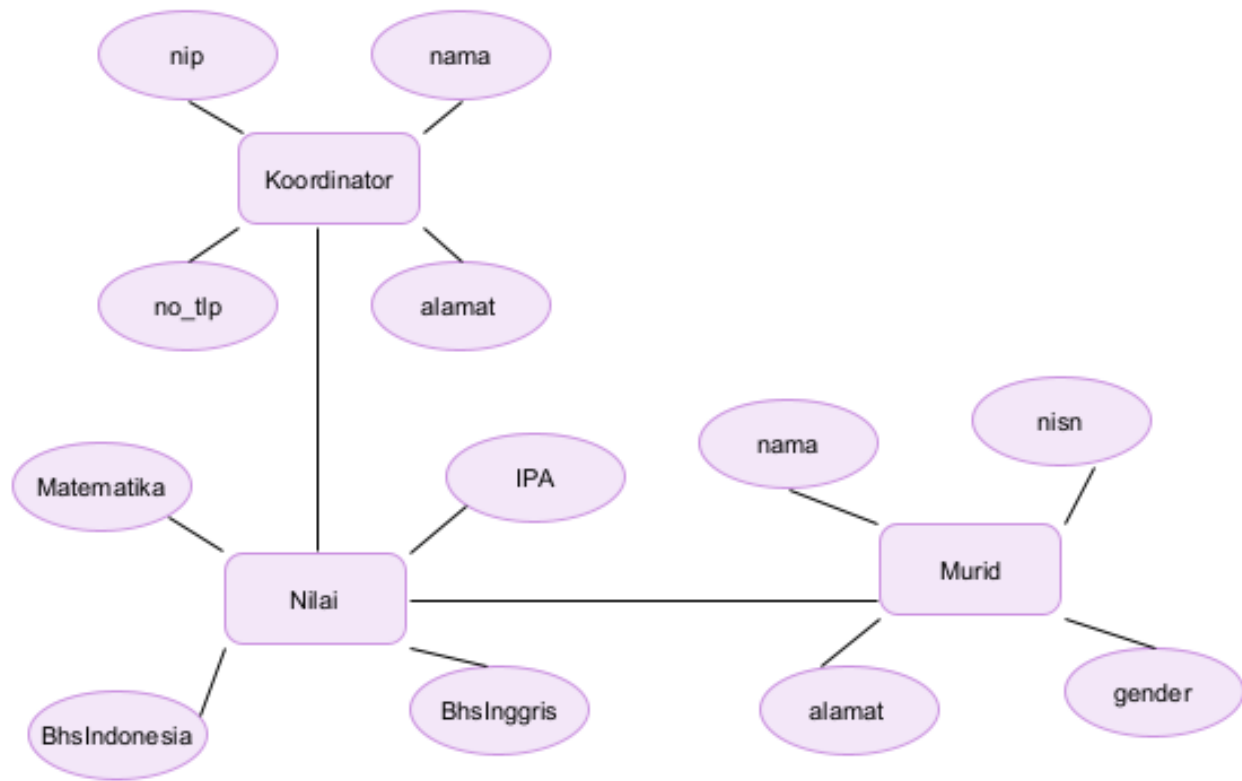 nip
nama
Koordinator
no_tlp
alamat
nama
nisn
Matematika
IPA
Nilai
Murid
BhsIndonesia
BhsInggris
alamat
gender